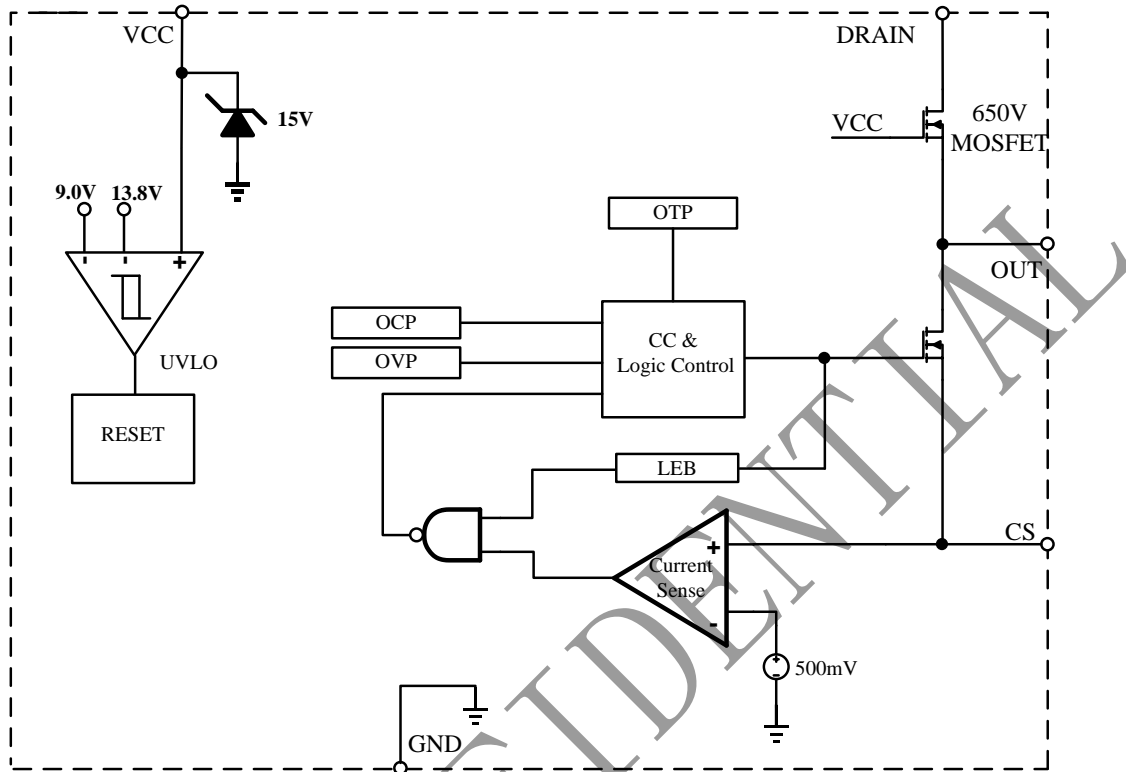 VCC
DRAIN
15V
VCC
650V
MOSFET
9.0V 13.8V
OTP
OUT
OCP
OVP
CC &
Logic Control
UVLO
RESET
LEB
CS
Current
Sense
500mV
GND
IDENTIAL